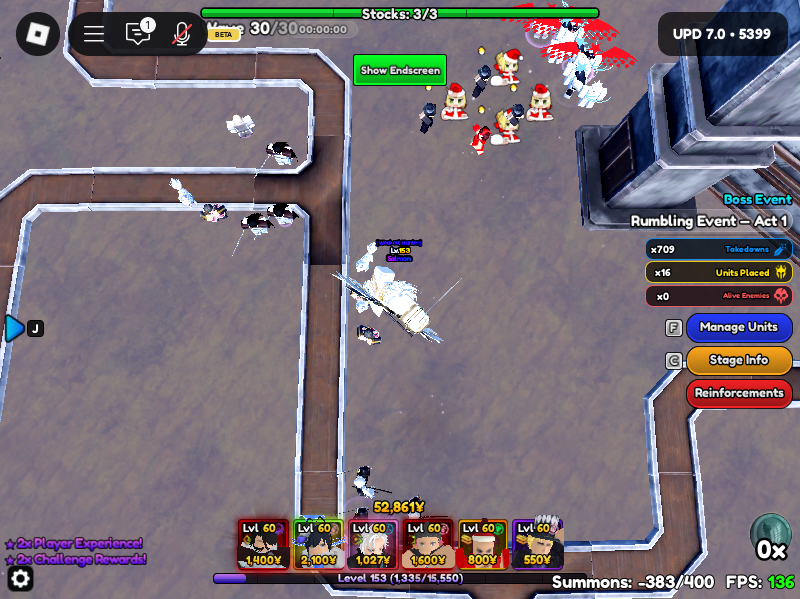 Stocks: 3/3
1
BETA
Wave 30/30 00:00:00
UPD 7.0 • 5399
Show Endscreen
Boss Event
Rumbling Event — Act 1
x709 Takedowns
x16 Units Placed
x0 Alive Enemies
J
Lvl 153
F Manage Units
C Stage Info
Reinforcements
52,861¥
Lvl 60 Lvl 60 Lvl 60 Lvl 60 Lvl 60 Lvl 60
1,400¥ 2,100¥ 1,027¥ 1,600¥ 800¥ 550¥
2x Player Experience!
2x Challenge Rewards!
Level 153 (1,335/15,550)
0x
Summons: -383/400 FPS: 136